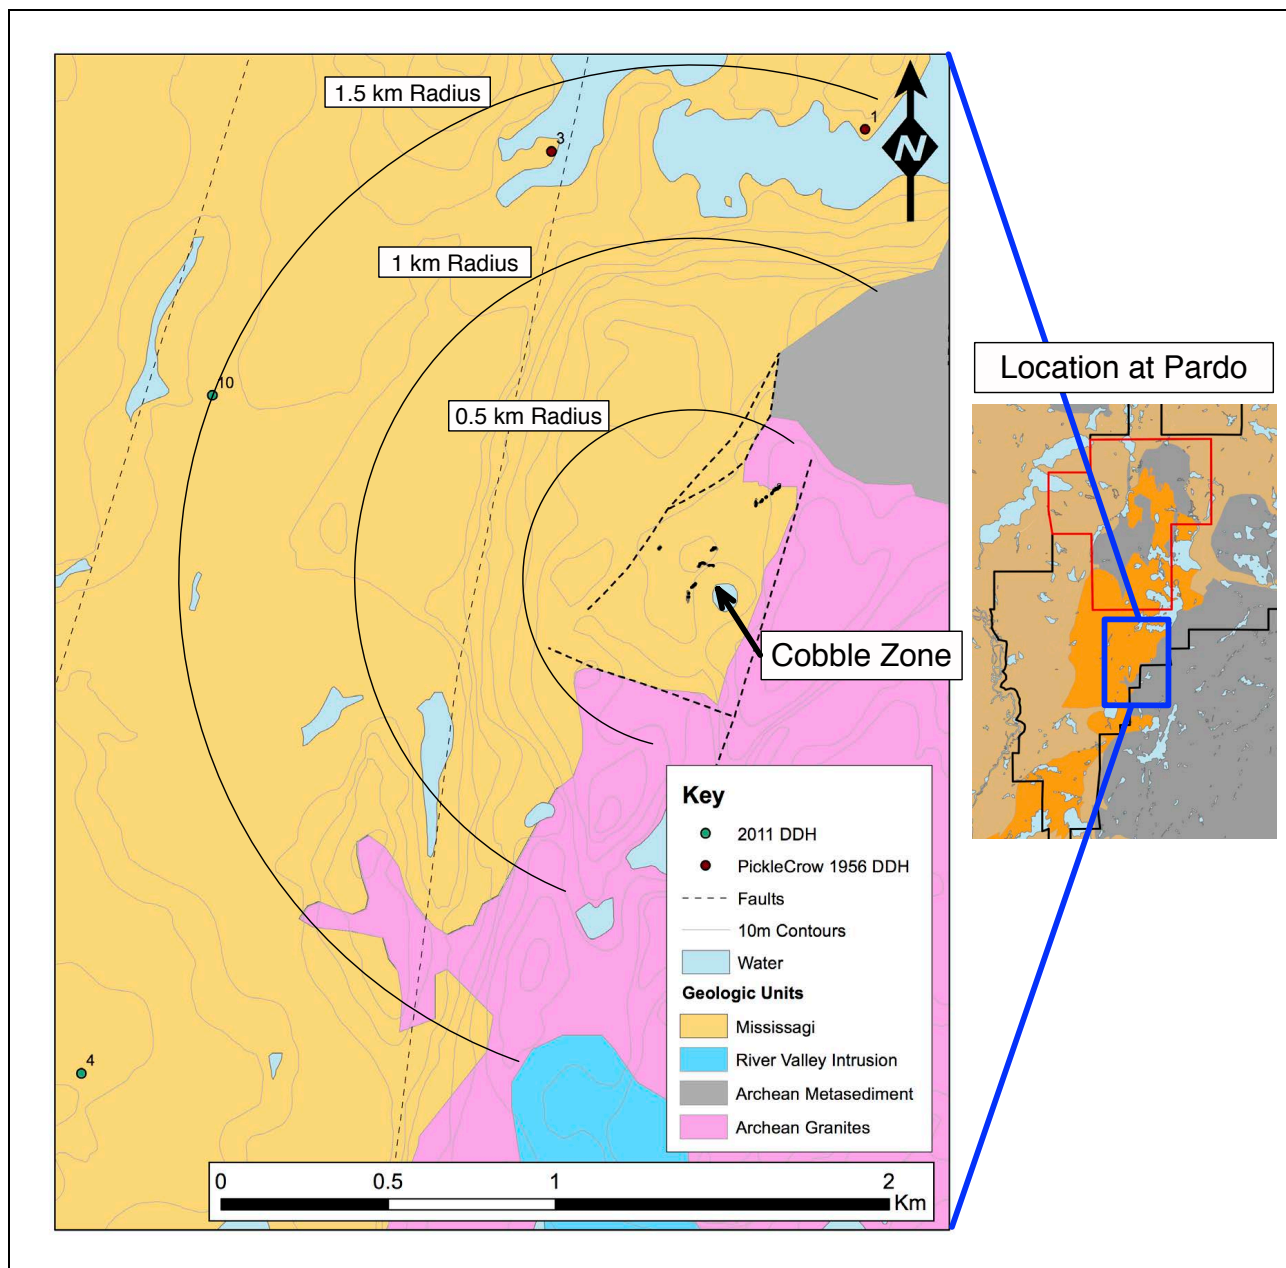 1.5 km Radius
1
3
N
1 km Radius
Location at Pardo
10
0.5 km Radius
Cobble Zone
Key
2011 DDH
PickleCrow 1956 DDH
Faults
10m Contours
Water
Geologic Units
Mississagi
River Valley Intrusion
Archean Metasediment
Archean Granites
4
0 0.5 1 2
Km